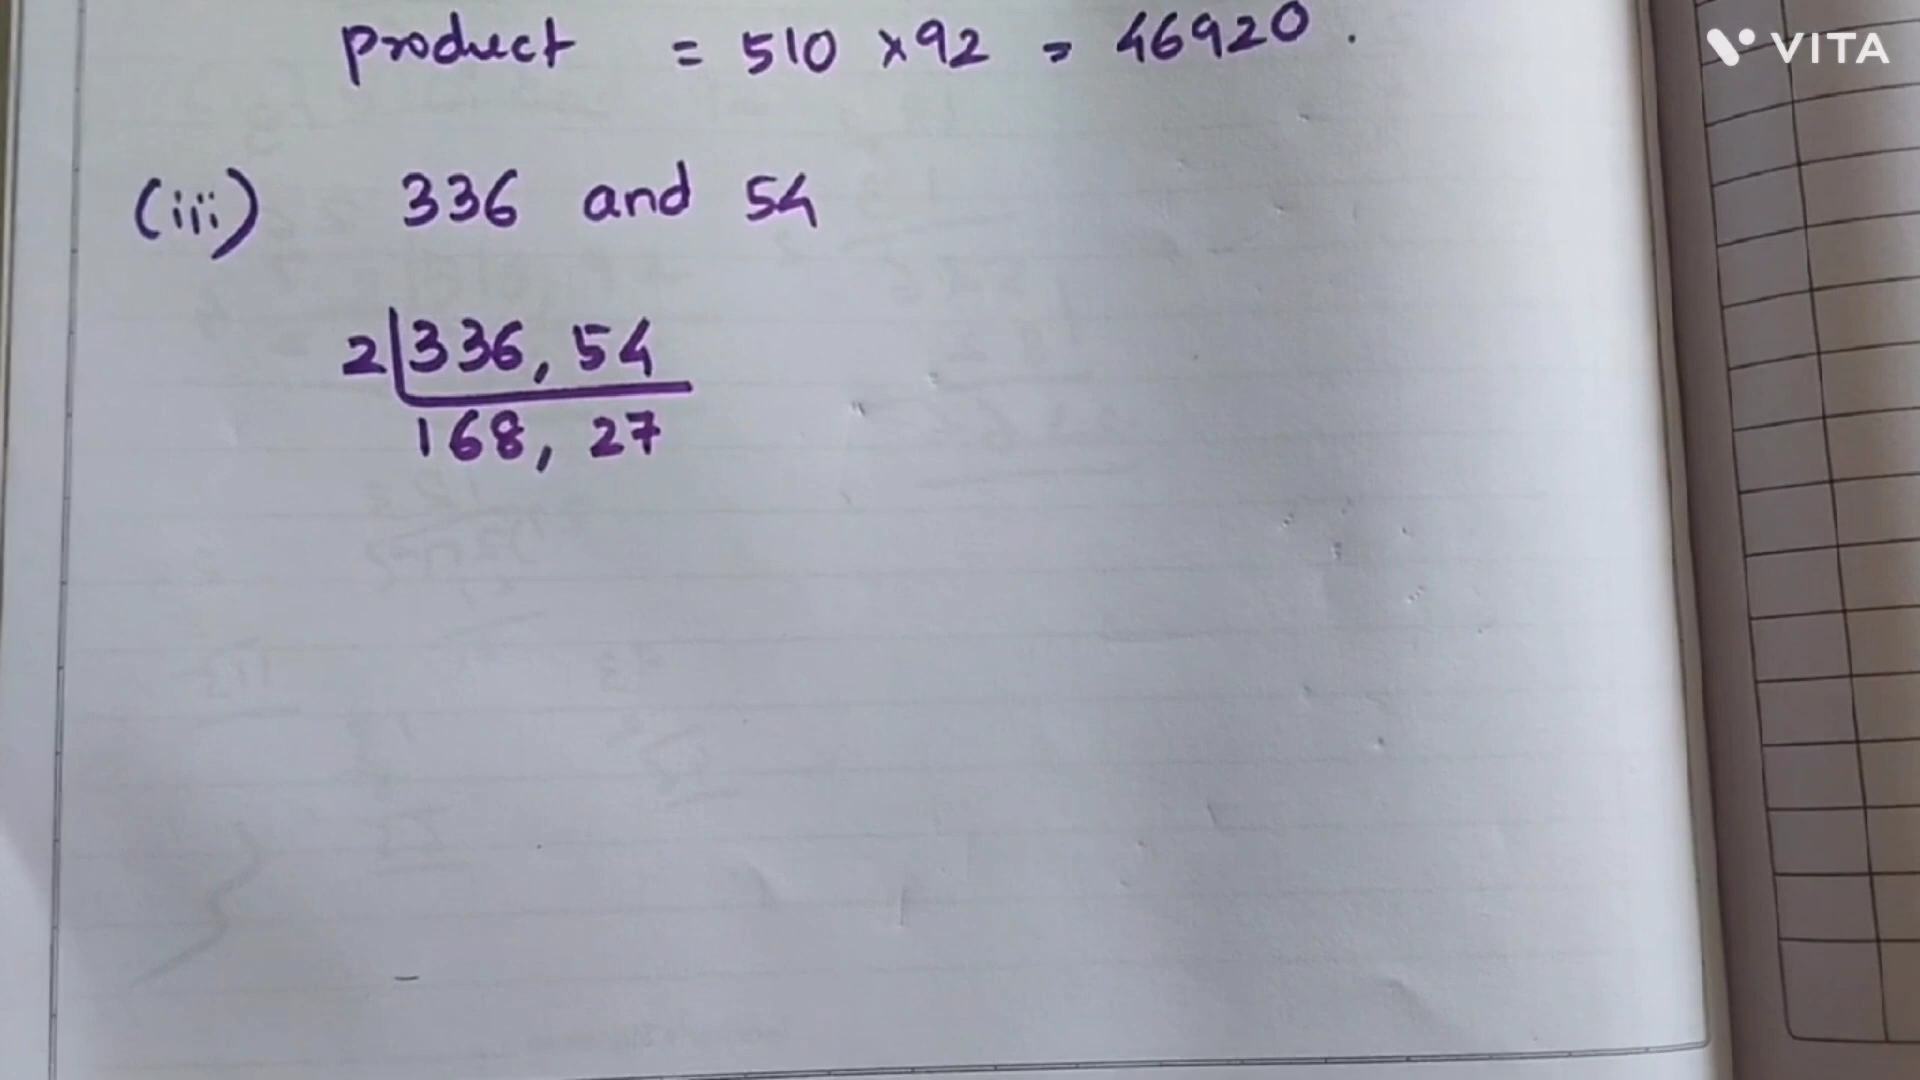 product = 510 × 92 = 46920.
VITA
(iii) 336 and 54
2 | 336, 54
168, 27